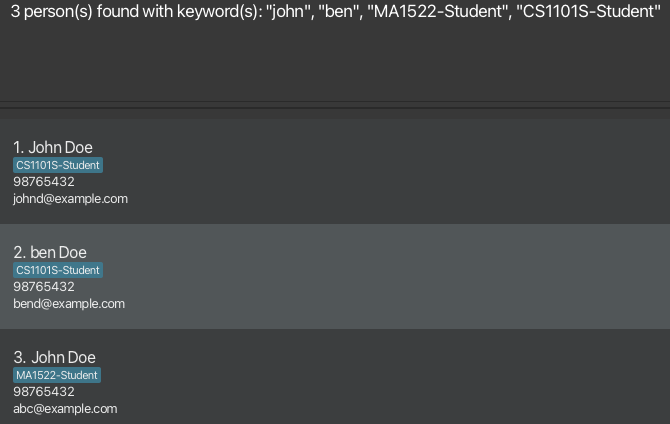 3 person(s) found with keyword(s): "john", "ben", "MA1522-Student", "CS1101S-Student"
1. John Doe
CS1101S-Student
98765432
johnd@example.com
2. ben Doe
CS1101S-Student
98765432
bend@example.com
3. John Doe
MA1522-Student
98765432
abc@example.com